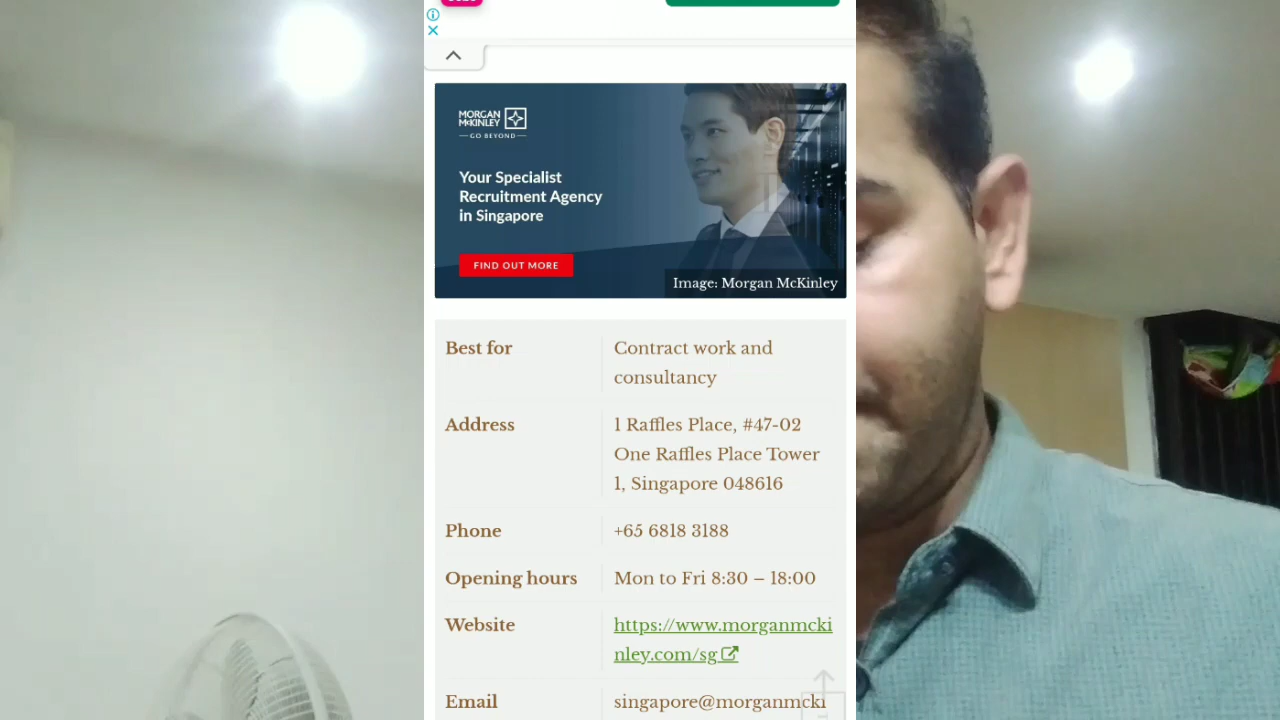 MORGAN
McKINLEY
GO BEYOND
Your Specialist
Recruitment Agency
in Singapore
FIND OUT MORE
Image: Morgan McKinley
Best for
Contract work and
consultancy
Address
1 Raffles Place, #47-02
One Raffles Place Tower
1, Singapore 048616
Phone
+65 6818 3188
Opening hours
Mon to Fri 8:30 – 18:00
Website
https://www.morganmcki
nley.com/sg
Email
singapore@morganmcki